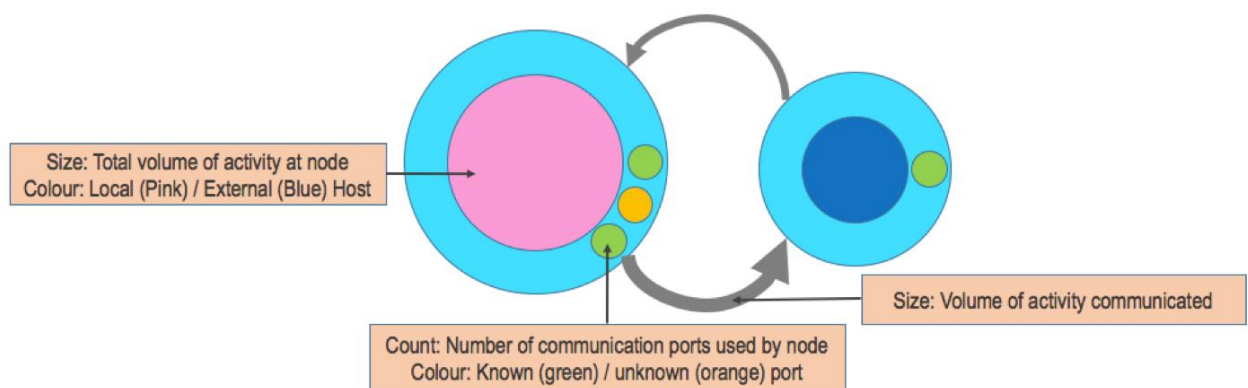 Size: Total volume of activity at node
Colour: Local (Pink) / External (Blue) Host
Size: Volume of activity communicated
Count: Number of communication ports used by node
Colour: Known (green) / unknown (orange) port